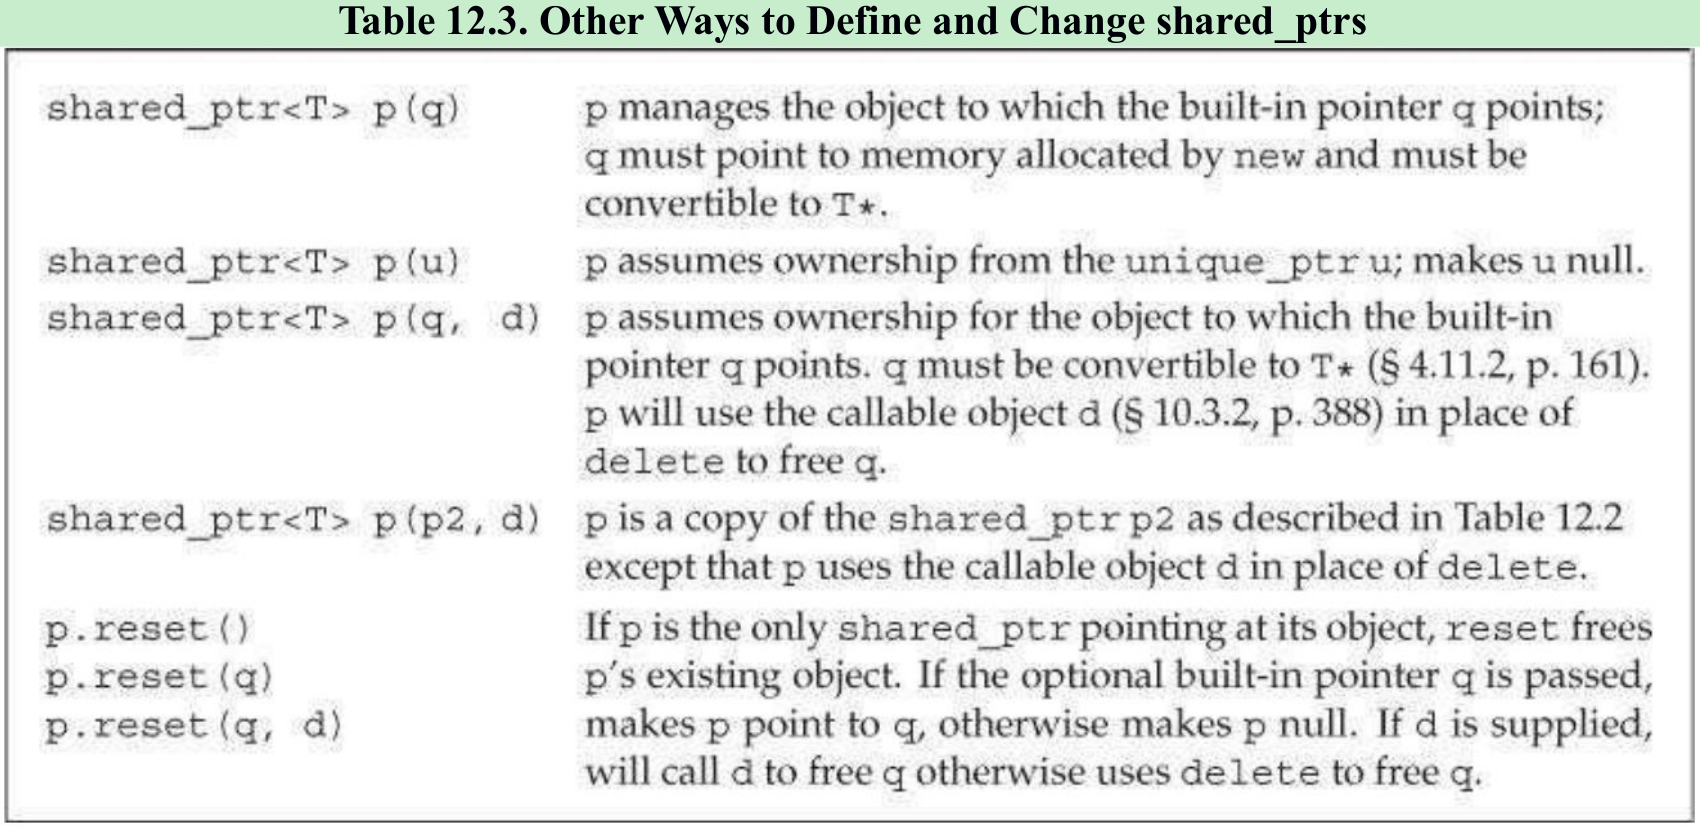 Table 12.3. Other Ways to Define and Change shared_ptrs
shared_ptr<T> p(q) p manages the object to which the built-in pointer q points;
q must point to memory allocated by new and must be
convertible to T*.
shared_ptr<T> p(u) p assumes ownership from the unique_ptr u; makes u null.
shared_ptr<T> p(q, d) p assumes ownership for the object to which the built-in
pointer q points. q must be convertible to T* (§ 4.11.2, p. 161).
p will use the callable object d (§ 10.3.2, p. 388) in place of
delete to free q.
shared_ptr<T> p(p2, d) p is a copy of the shared_ptr p2 as described in Table 12.2
except that p uses the callable object d in place of delete.
p.reset() If p is the only shared_ptr pointing at its object, reset frees
p.reset(q) p's existing object. If the optional built-in pointer q is passed,
p.reset(q, d) makes p point to q, otherwise makes p null. If d is supplied,
will call d to free q otherwise uses delete to free q.